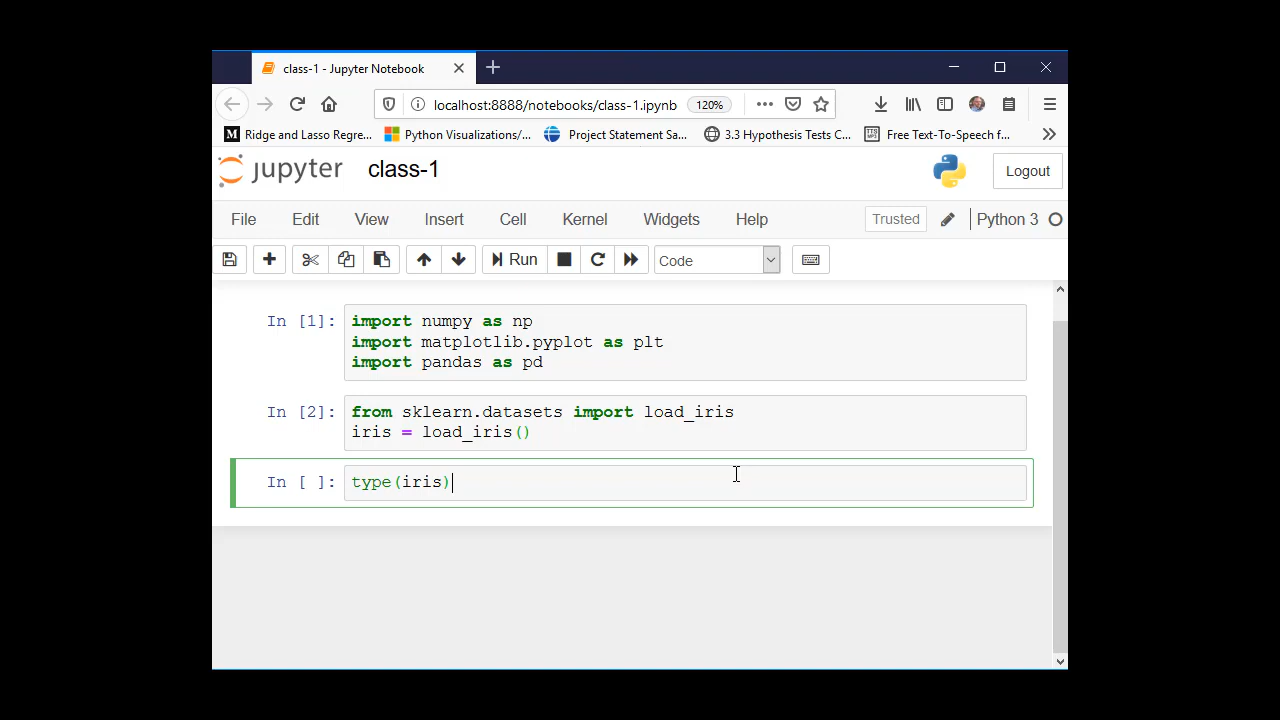 class-1 - Jupyter Notebook
localhost:8888/notebooks/class-1.ipynb 120%
M Ridge and Lasso Regre... Python Visualizations/... Project Statement Sa... 3.3 Hypothesis Tests C... TTS MP3 Free Text-To-Speech f...
jupyter class-1 Logout
File Edit View Insert Cell Kernel Widgets Help Trusted Python 3
Run Code
In [1]: import numpy as np
import matplotlib.pyplot as plt
import pandas as pd
In [2]: from sklearn.datasets import load_iris
iris = load_iris()
In [ ]: type(iris)